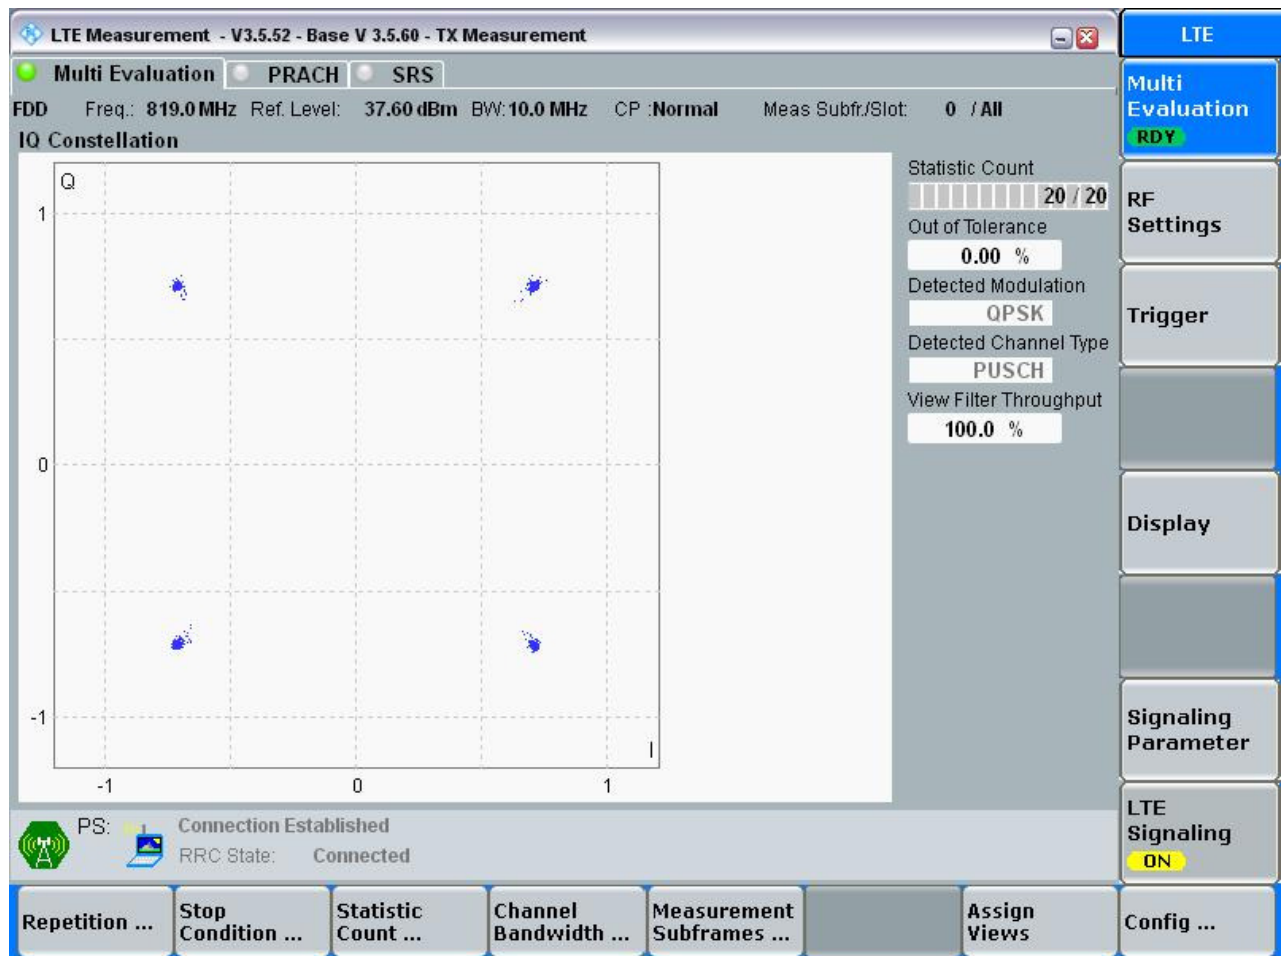 LTE Measurement - V3.5.52 - Base V 3.5.60 - TX Measurement
LTE
Multi Evaluation PRACH SRS
FDD Freq.: 819.0 MHz Ref. Level: 37.60 dBm BW: 10.0 MHz CP :Normal Meas Subfr./Slot: 0 / All
IQ Constellation
Q
1
0
-1
I
-1 0 1
Statistic Count
20 / 20
Out of Tolerance
0.00 %
Detected Modulation
QPSK
Detected Channel Type
PUSCH
View Filter Throughput
100.0 %
Multi
Evaluation
RDY
RF
Settings
Trigger
Display
Signaling
Parameter
LTE
Signaling
ON
PS: Connection Established
RRC State: Connected
Repetition ...
Stop
Condition ...
Statistic
Count ...
Channel
Bandwidth ...
Measurement
Subframes ...
Assign
Views
Config ...